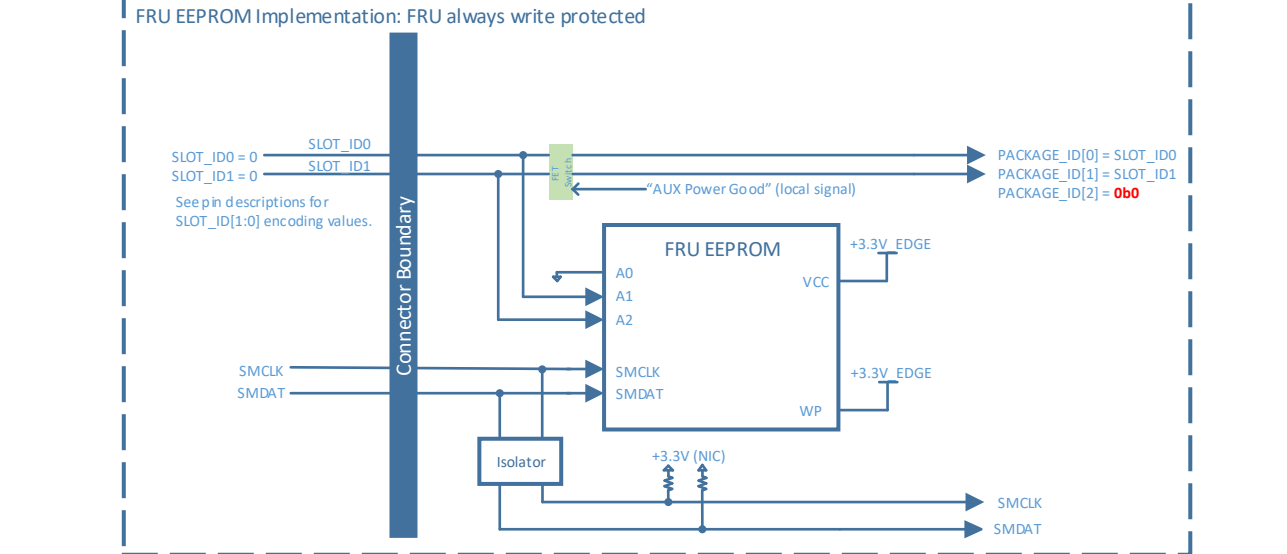 FRU EEPROM Implementation: FRU always write protected
SLOT_ID0
SLOT_ID0 = 0
SLOT_ID1
SLOT_ID1 = 0
See pin descriptions for
SLOT_ID[1:0] encoding values.
Connector Boundary
FET
Switch
"AUX Power Good" (local signal)
PACKAGE_ID[0] = SLOT_ID0
PACKAGE_ID[1] = SLOT_ID1
PACKAGE_ID[2] = 0b0
FRU EEPROM
A0
A1
A2
VCC
+3.3V_EDGE
SMCLK
SMDAT
SMCLK
SMDAT
WP
+3.3V_EDGE
Isolator
+3.3V (NIC)
SMCLK
SMDAT